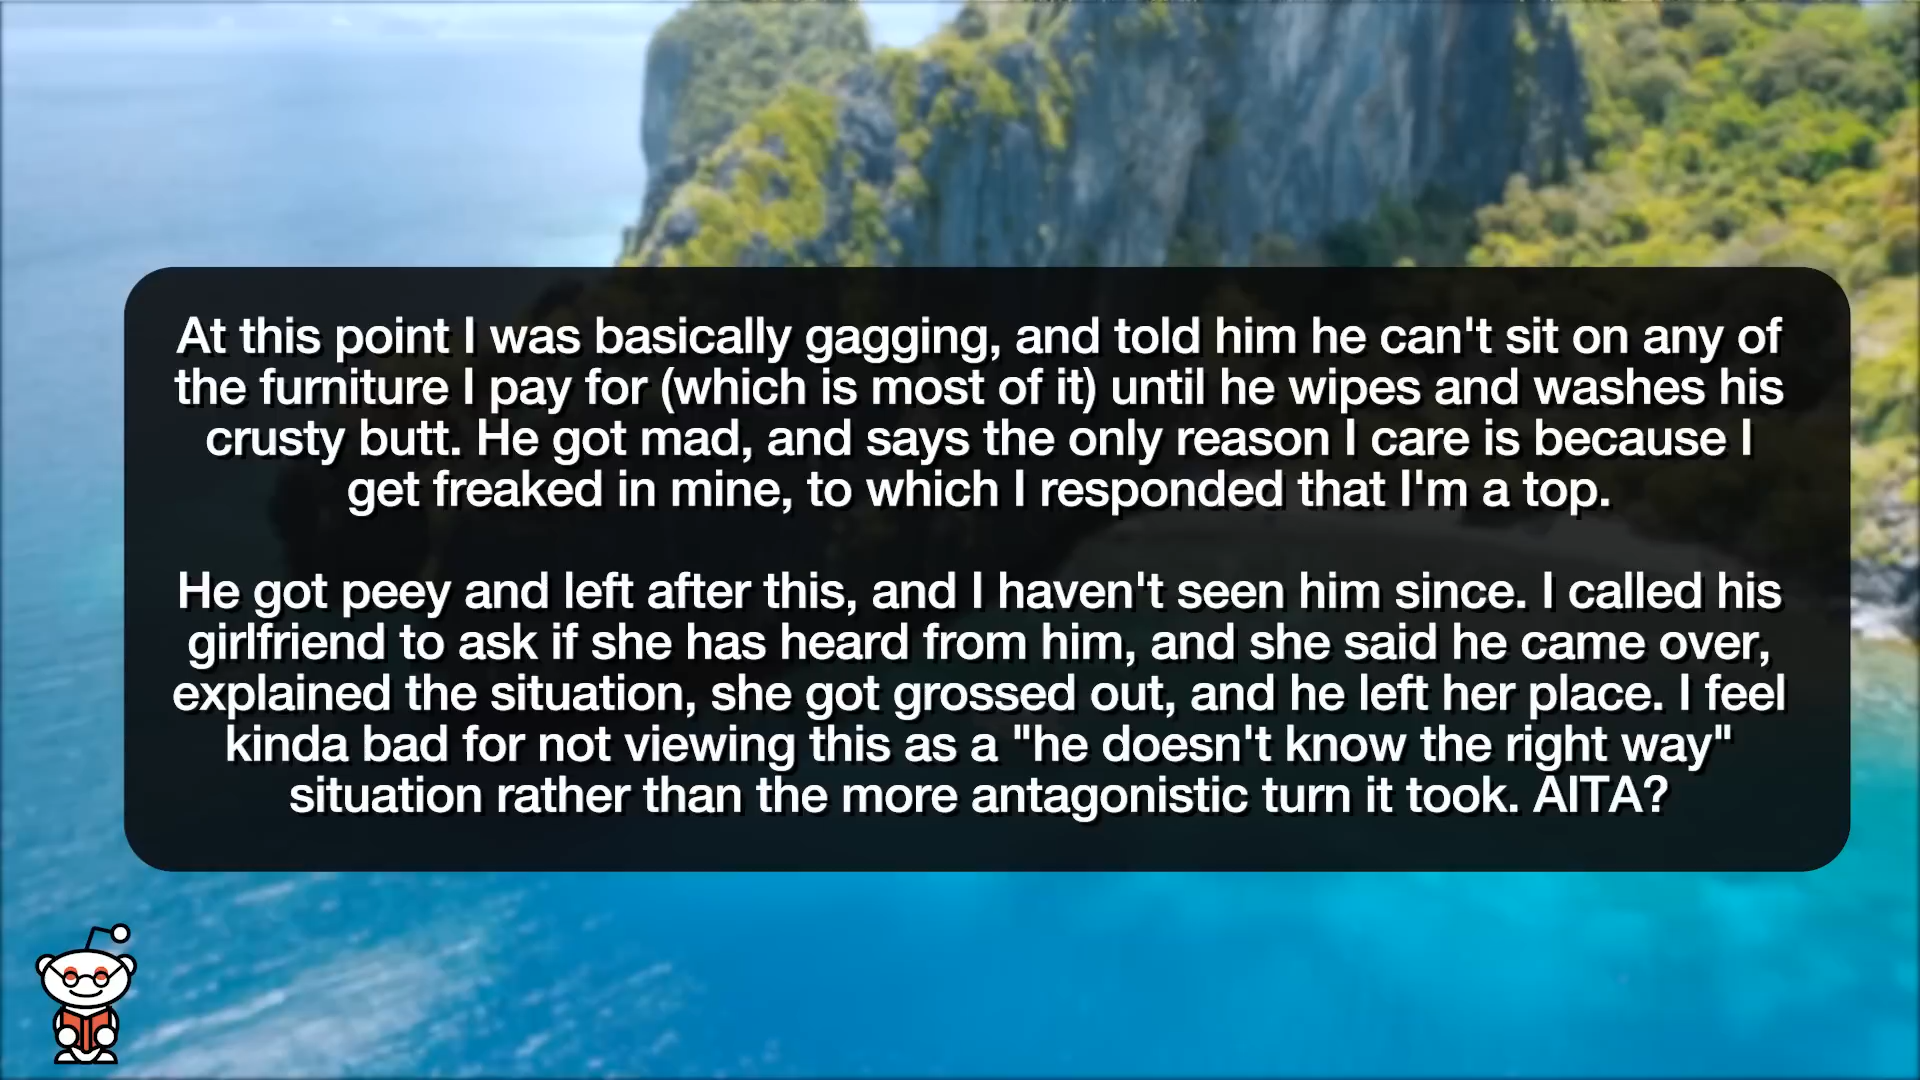 At this point I was basically gagging, and told him he can't sit on any of
the furniture I pay for (which is most of it) until he wipes and washes his
crusty butt. He got mad, and says the only reason I care is because I
get freaked in mine, to which I responded that I'm a top.
He got peey and left after this, and I haven't seen him since. I called his
girlfriend to ask if she has heard from him, and she said he came over,
explained the situation, she got grossed out, and he left her place. I feel
kinda bad for not viewing this as a "he doesn't know the right way"
situation rather than the more antagonistic turn it took. AITA?